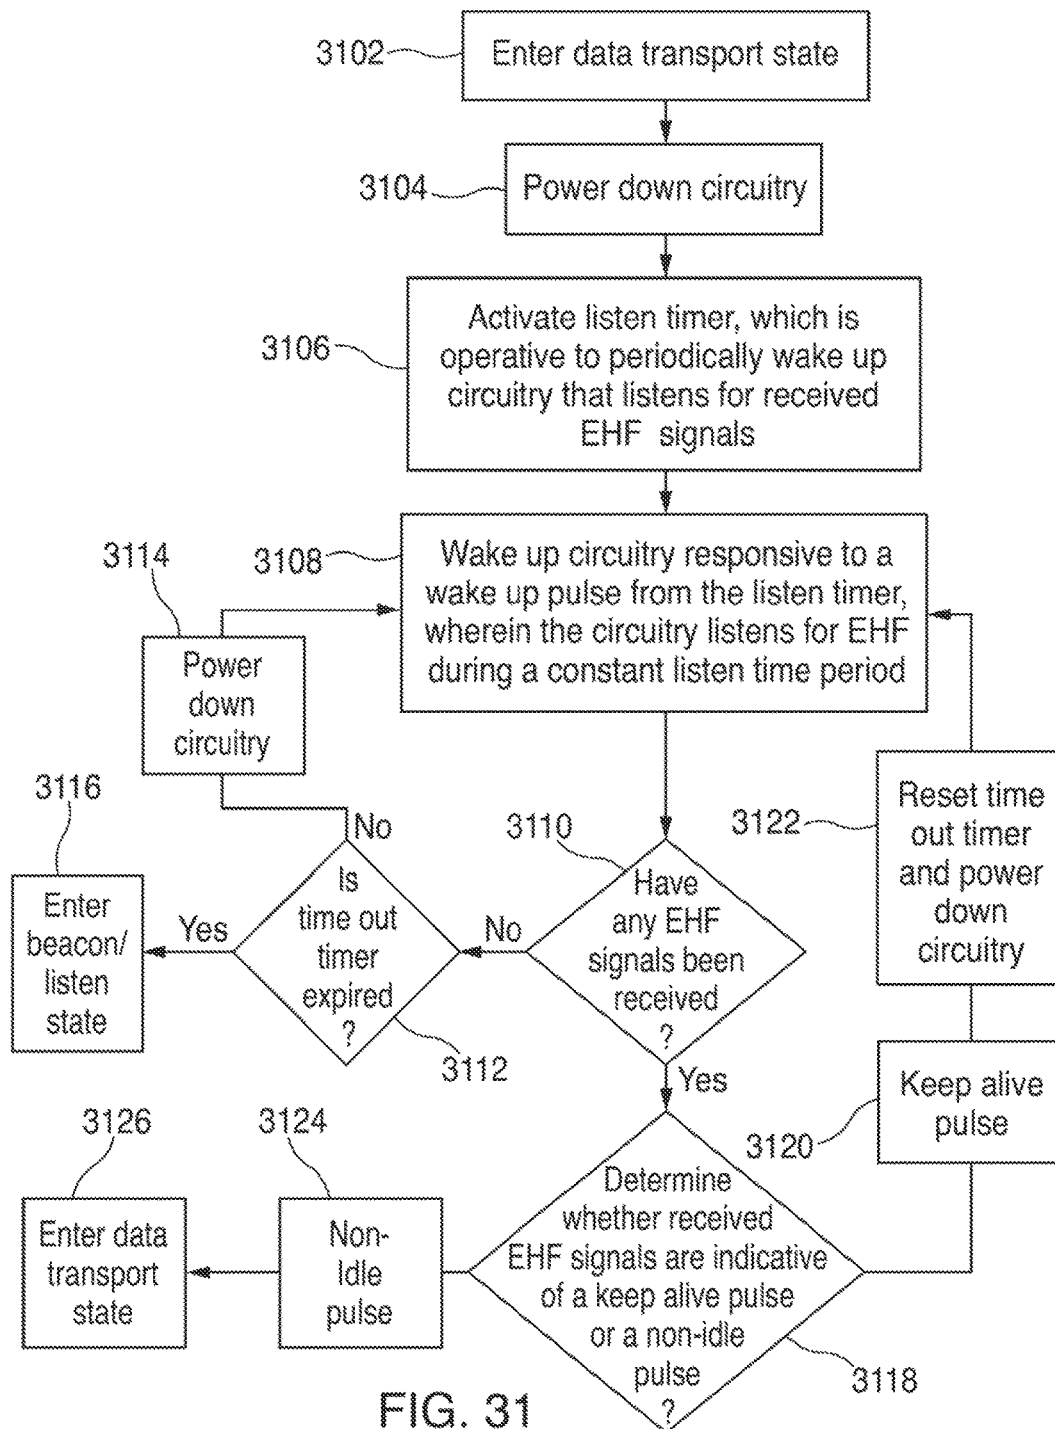 3102
Enter data transport state
3104
Power down circuitry
3106
Activate listen timer, which is
operative to periodically wake up
circuitry that listens for received
EHF signals
3108
Wake up circuitry responsive to a
wake up pulse from the listen timer,
wherein the circuitry listens for EHF
during a constant listen time period
3114
Power
down
circuitry
3116
Enter
beacon/
listen
state
Yes
No
Is
time out
timer
expired
?
3112
No
3110
Have
any EHF
signals been
received
?
Yes
3122
Reset time
out timer
and power
down
circuitry
3120
Keep alive
pulse
3126
Enter data
transport
state
3124
Non-
Idle
pulse
Determine
whether received
EHF signals are indicative
of a keep alive pulse
or a non-idle
pulse
?
3118
FIG. 31